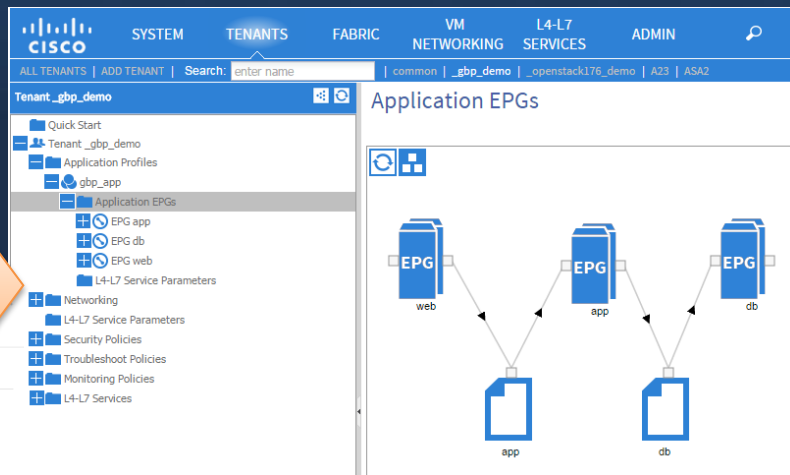 CISCO SYSTEM TENANTS FABRIC VM NETWORKING L4-L7 SERVICES ADMIN
ALL TENANTS | ADD TENANT | Search: enter name | common | _gbp_demo | _openstack176_demo | A23 | ASA2
Tenant _gbp_demo
Quick Start
Tenant _gbp_demo
Application Profiles
gbp_app
Application EPGs
EPG app
EPG db
EPG web
L4-L7 Service Parameters
Networking
L4-L7 Service Parameters
Security Policies
Troubleshoot Policies
Monitoring Policies
L4-L7 Services
Application EPGs
EPG EPG EPG
web app db
app db